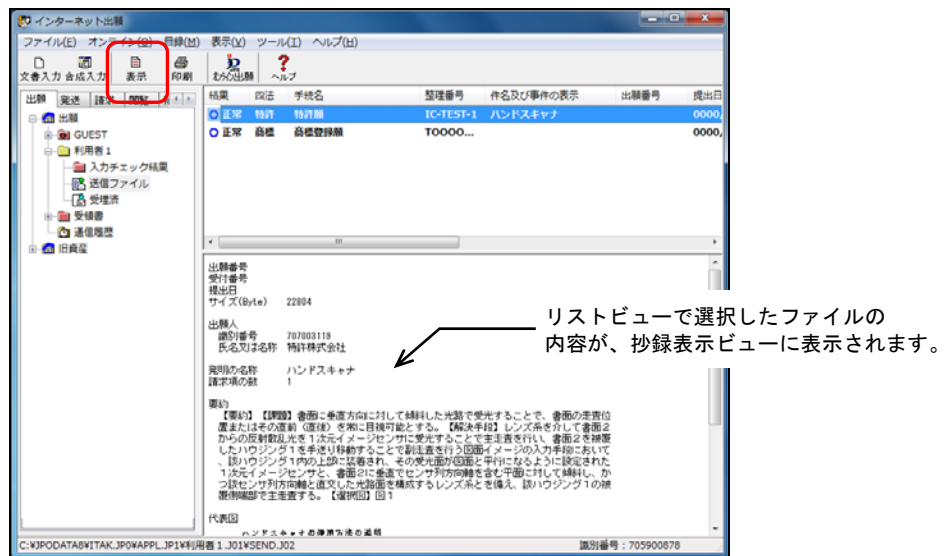 インターネット出願
ファイル(F) オンライン(O) 目録(M) 表示(V) ツール(I) ヘルプ(H)
文書入力 合成入力 表示 印刷 ヘルプ
出願 発送 請求 閲覧
結果 四法 手続名 整理番号 件名及び事件の表示 出願番号 提出日
正常 特許 特許願 IC-TEST-1 ハンドスキャナ 0000,
正常 商標 商標登録願 TOOOO... 0000,
出願
GUEST
利用者1
入力チェック結果
送信ファイル
受理済
受領書
通信履歴
旧資産
出願番号
受付番号
提出日
サイズ(Byte) 22804
出願人
識別番号 707003119
氏名又は名称 特許株式会社
発明の名称 ハンドスキャナ
請求項の数 1
要約
【要約】【課題】書面に垂直方向に対して傾斜した光路で受光することで、書面の走査位
置またはその直前（直後）を常に目視可能とする。【解決手段】レンズ系を介して書面2
からの反射散乱光を1次元イメージセンサに受光することで主走査を行い、書面2を被覆
したハウジング1を手送り移動することで副走査を行う図面イメージの入力手段において
、該ハウジング1内の上部に装着され、その受光面が図面と平行になるように設定された
1次元イメージセンサと、書面2に垂直でセンサ列方向軸を含む平面に対して傾斜し、か
つ該センサ列方向軸と直交した光路面を構成するレンズ系とを備え、該ハウジング1の被
覆側端部で主走査する。【選択図】図1
代表図
ハンドスキャナの使用方法の説明
リストビューで選択したファイルの
内容が、抄録表示ビューに表示されます。
C:¥JPODATA8¥ITAK.JP0¥APPL.JP1¥利用者1.J01¥SEND.J02 識別番号：705900878